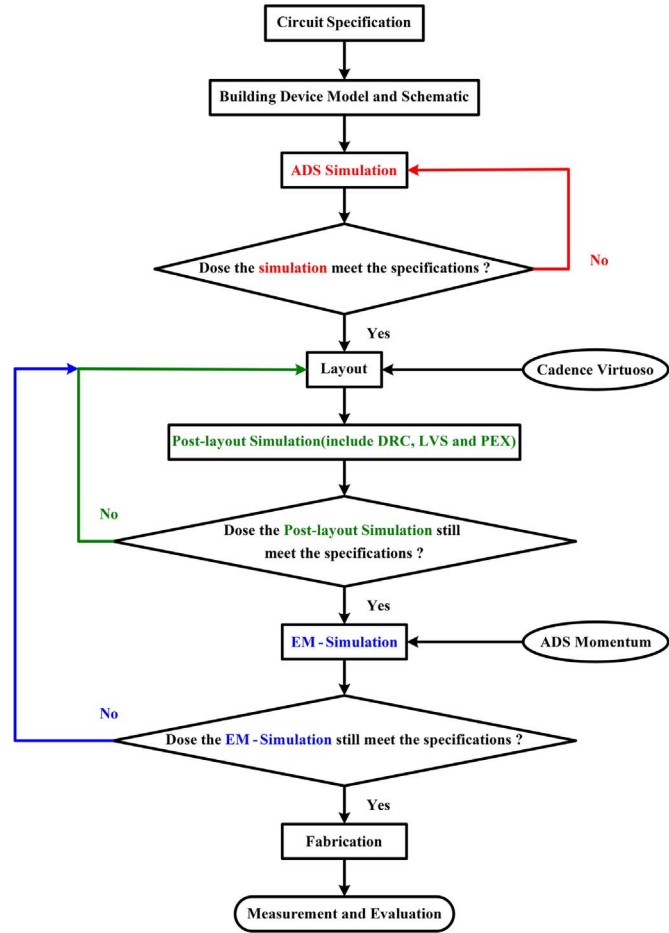 Circuit Specification
Building Device Model and Schematic
ADS Simulation
Dose the simulation meet the specifications ?
No
Yes
Layout
Cadence Virtuoso
Post-layout Simulation(include DRC, LVS and PEX)
No
Dose the Post-layout Simulation still
meet the specifications ?
Yes
EM - Simulation
ADS Momentum
No
Dose the EM - Simulation still meet the specifications ?
Yes
Fabrication
Measurement and Evaluation